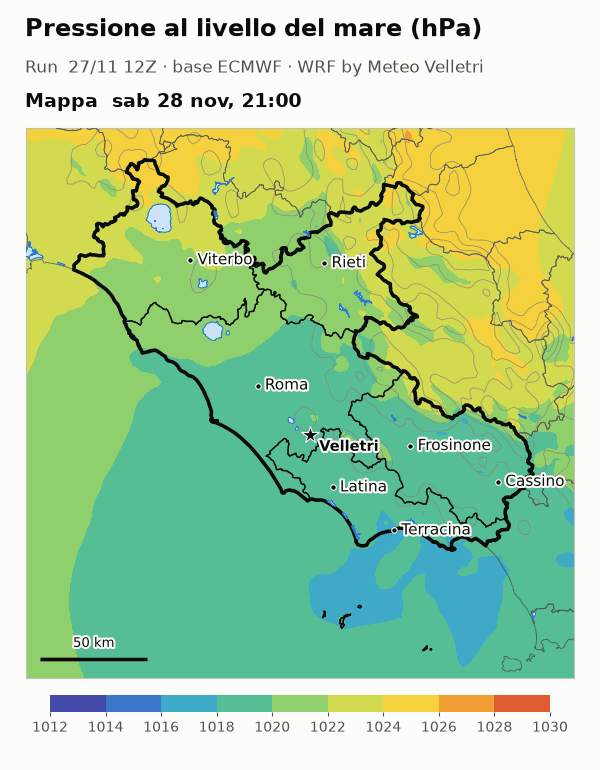 Pressione al livello del mare (hPa)
Run  27/11 12Z · base ECMWF · WRF by Meteo Velletri
Mappa  sab 28 nov, 21:00
Viterbo
Rieti
Roma
Velletri
Frosinone
Latina
Cassino
Terracina
50 km
1012 1014 1016 1018 1020 1022 1024 1026 1028 1030